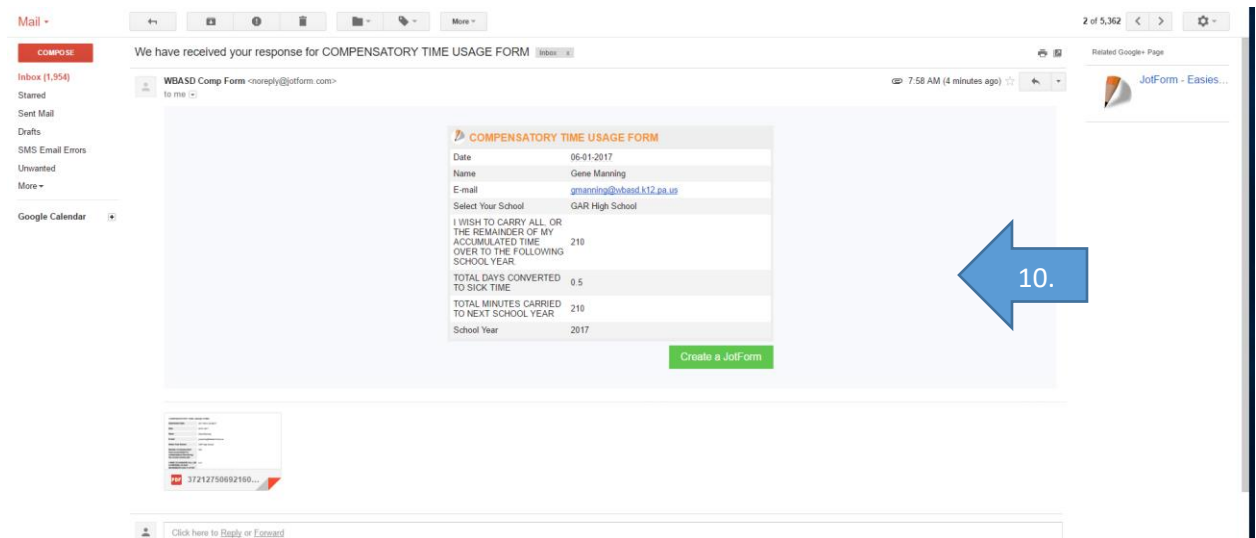 Mail
More
2 of 5,362
COMPOSE
We have received your response for COMPENSATORY TIME USAGE FORM Inbox x
Related Google+ Page
Inbox (1,954)
WBASD Comp Form <noreply@jotform.com>
7:58 AM (4 minutes ago)
JotForm - Easies...
to me
Starred
Sent Mail
Drafts
SMS Email Errors
Unwanted
More
Google Calendar
COMPENSATORY TIME USAGE FORM
Date 06-01-2017
Name Gene Manning
E-mail gmanning@wbasd.k12.pa.us
Select Your School GAR High School
I WISH TO CARRY ALL, OR
THE REMAINDER OF MY
ACCUMULATED TIME 210
OVER TO THE FOLLOWING
SCHOOL YEAR.
TOTAL DAYS CONVERTED
TO SICK TIME 0.5
TOTAL MINUTES CARRIED
TO NEXT SCHOOL YEAR 210
School Year 2017
Create a JotForm
10.
PDF 37212750692160...
Click here to Reply or Forward